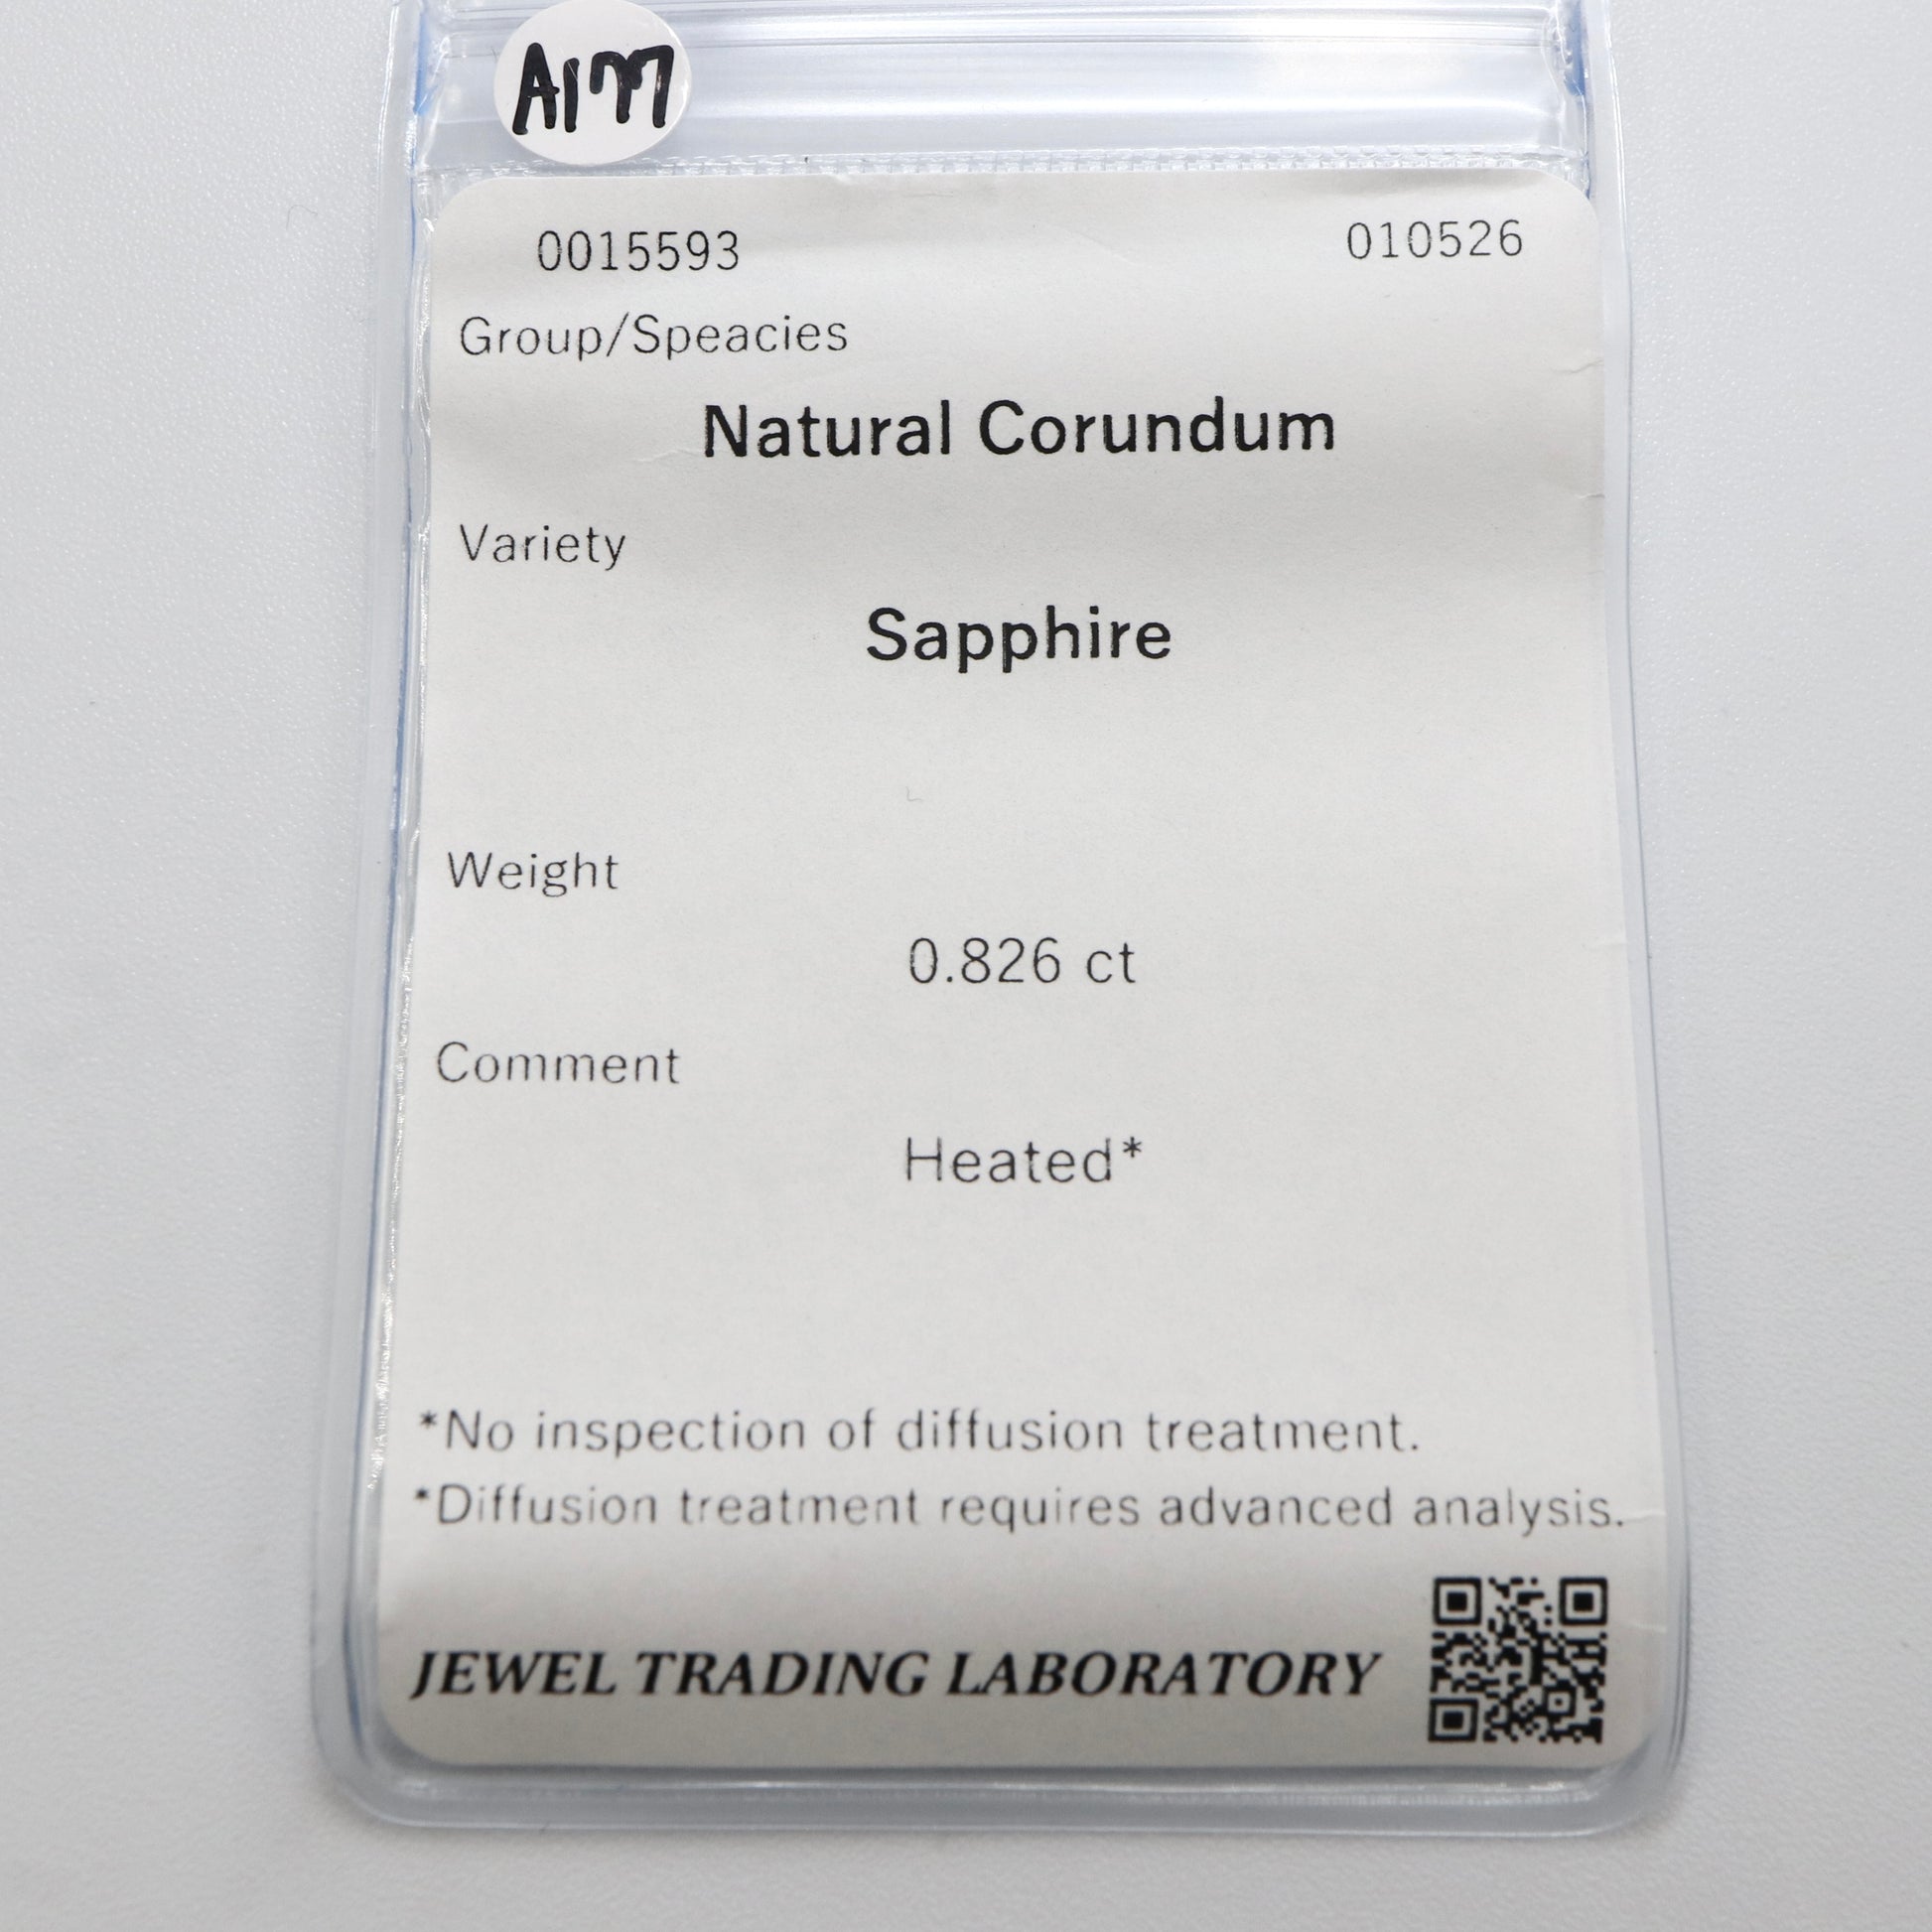 A177
0015593 010526
Group/Speacies
Natural Corundum
Variety
Sapphire
Weight
0.826 ct
Comment
Heated*
*No inspection of diffusion treatment.
*Diffusion treatment requires advanced analysis.
JEWEL TRADING LABORATORY